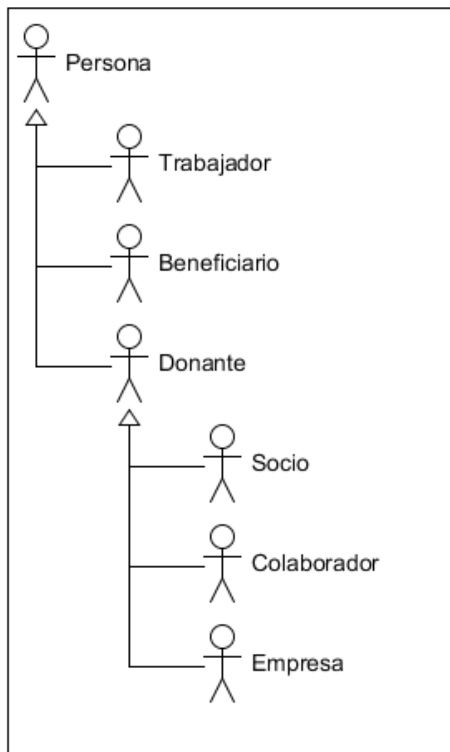 Persona
Trabajador
Beneficiario
Donante
Socio
Colaborador
Empresa